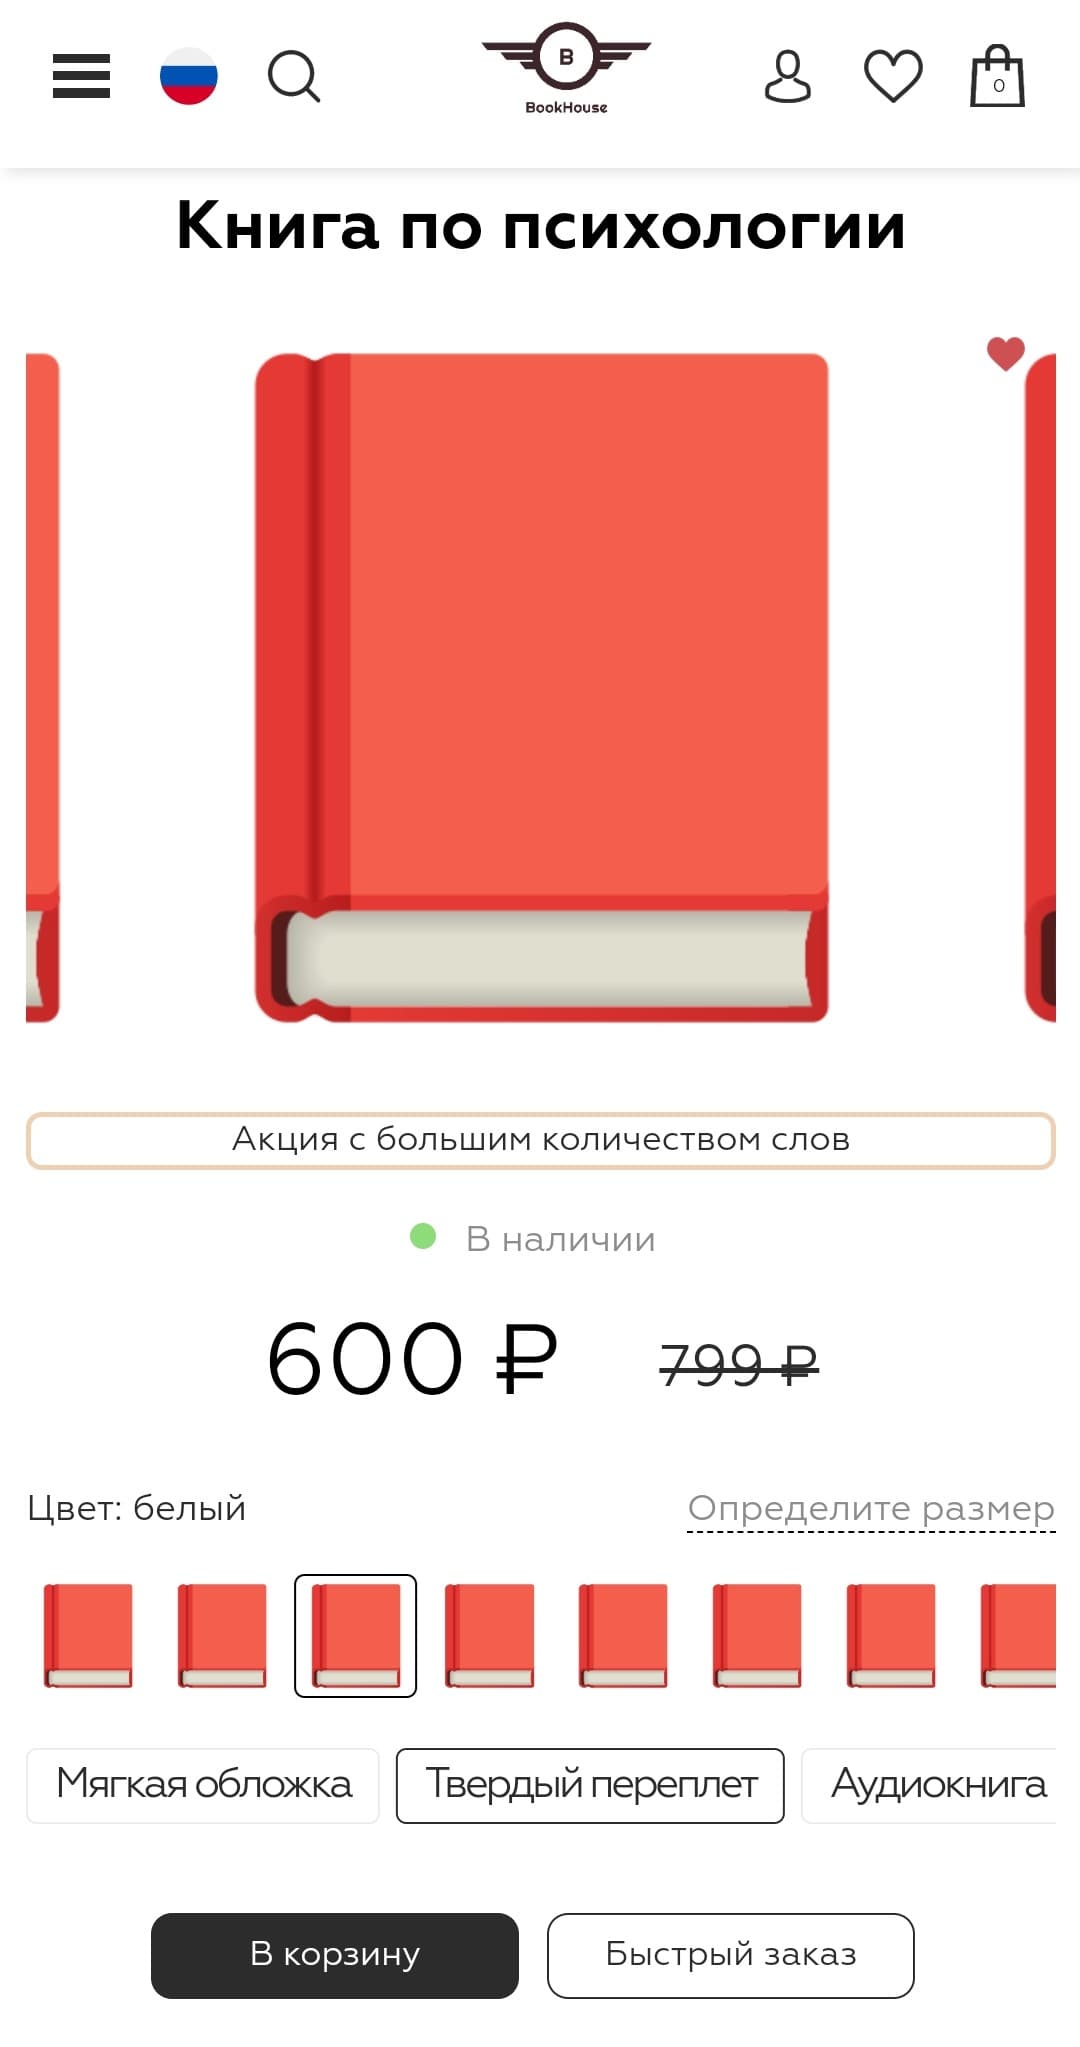 B
BookHouse
0
Книга по психологии
Акция с большим количеством слов
В наличии
600 ₽ 799 ₽
Цвет: белый Определите размер
Мягкая обложка Твердый переплет Аудиокнига
В корзину Быстрый заказ